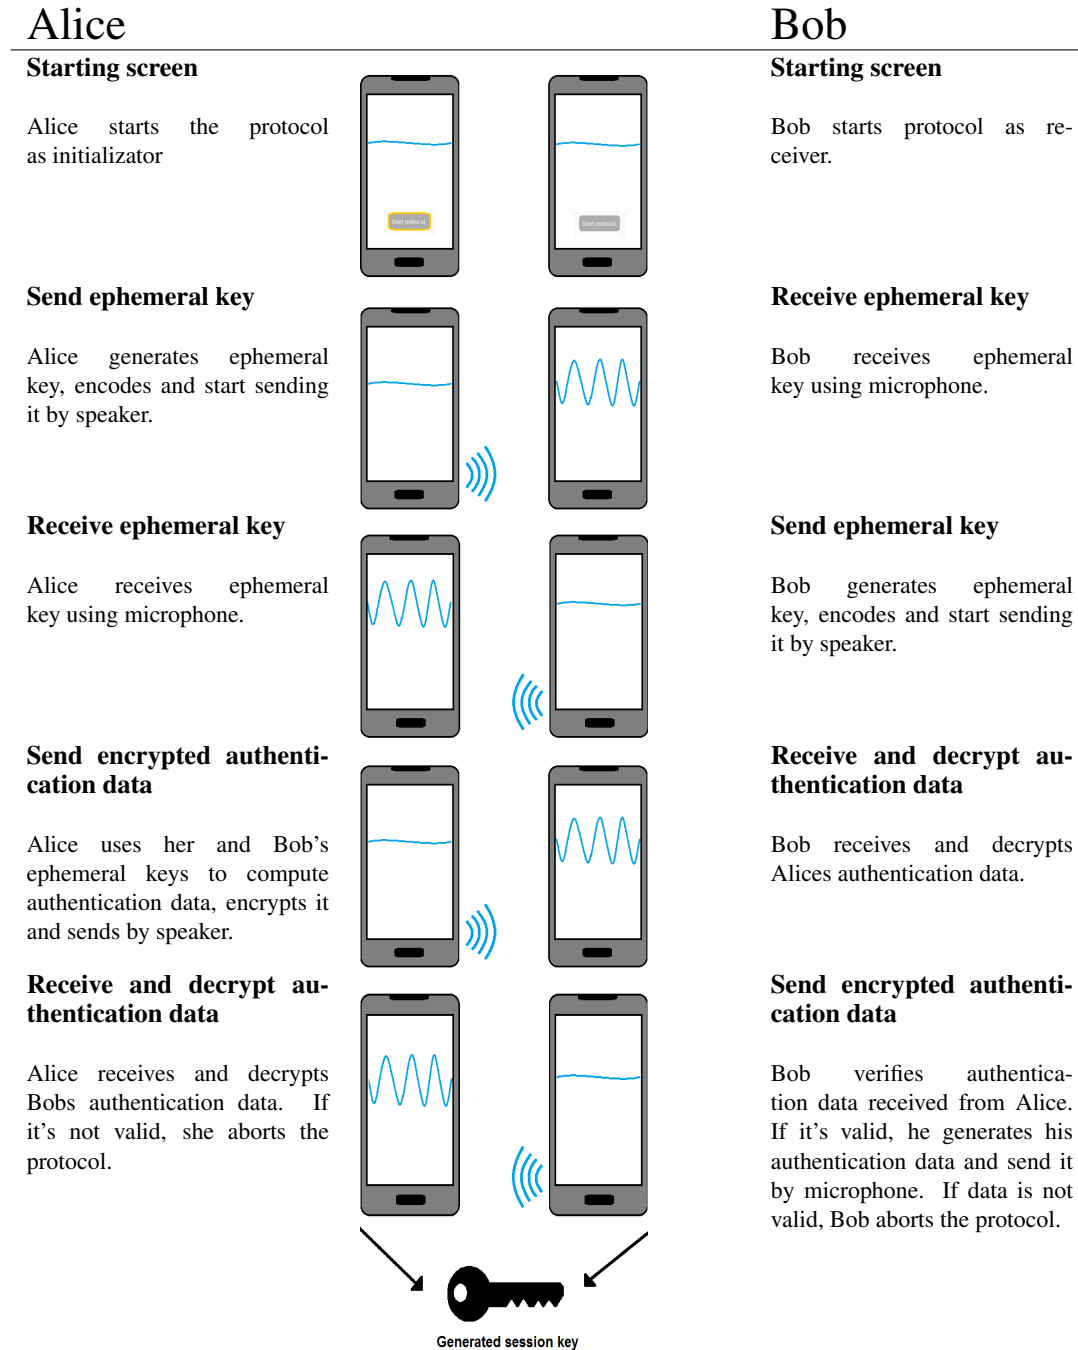 Alice
Bob
Starting screen
Alice starts the protocol
as initializator
Start protocol
Start protocol
Starting screen
Bob starts protocol as re-
ceiver.
Send ephemeral key
Alice generates ephemeral
key, encodes and start sending
it by speaker.
Receive ephemeral key
Bob receives ephemeral
key using microphone.
Receive ephemeral key
Alice receives ephemeral
key using microphone.
Send ephemeral key
Bob generates ephemeral
key, encodes and start sending
it by speaker.
Send encrypted authenti-
cation data
Alice uses her and Bob's
ephemeral keys to compute
authentication data, encrypts it
and sends by speaker.
Receive and decrypt au-
thentication data
Bob receives and decrypts
Alices authentication data.
Receive and decrypt au-
thentication data
Alice receives and decrypts
Bobs authentication data. If
it's not valid, she aborts the
protocol.
Send encrypted authenti-
cation data
Bob verifies authentica-
tion data received from Alice.
If it's valid, he generates his
authentication data and send it
by microphone. If data is not
valid, Bob aborts the protocol.
Generated session key